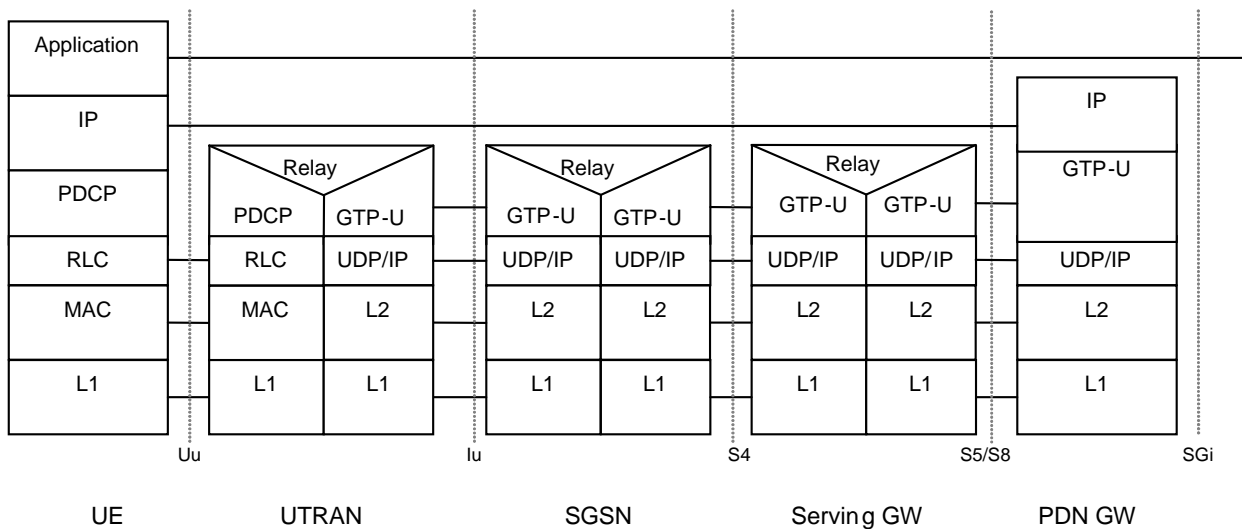 Application
IP
PDCP
RLC
MAC
L1
Relay
PDCP GTP-U
RLC UDP/IP
MAC L2
L1 L1
Relay
GTP-U GTP-U
UDP/IP UDP/IP
L2 L2
L1 L1
Relay
GTP-U GTP-U
UDP/IP UDP/IP
L2 L2
L1 L1
IP
GTP-U
UDP/IP
L2
L1
Uu Iu S4 S5/S8 SGi
UE UTRAN SGSN Serving GW PDN GW